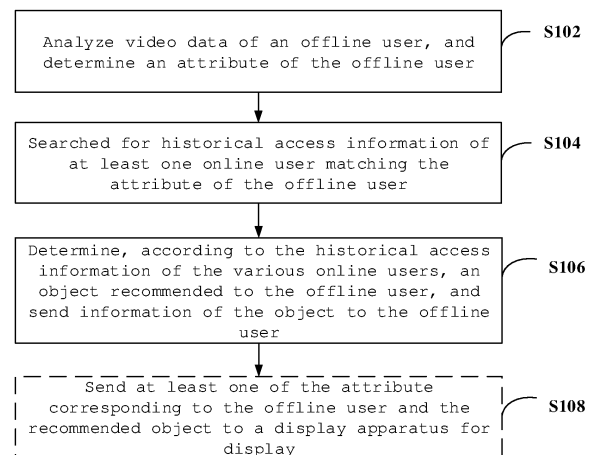 Analyze video data of an offline user, and
determine an attribute of the offline user
S102
Searched for historical access information of
at least one online user matching the
attribute of the offline user
S104
Determine, according to the historical access
information of the various online users, an
object recommended to the offline user, and
send information of the object to the offline
user
S106
Send at least one of the attribute
corresponding to the offline user and the
recommended object to a display apparatus for
display
S108